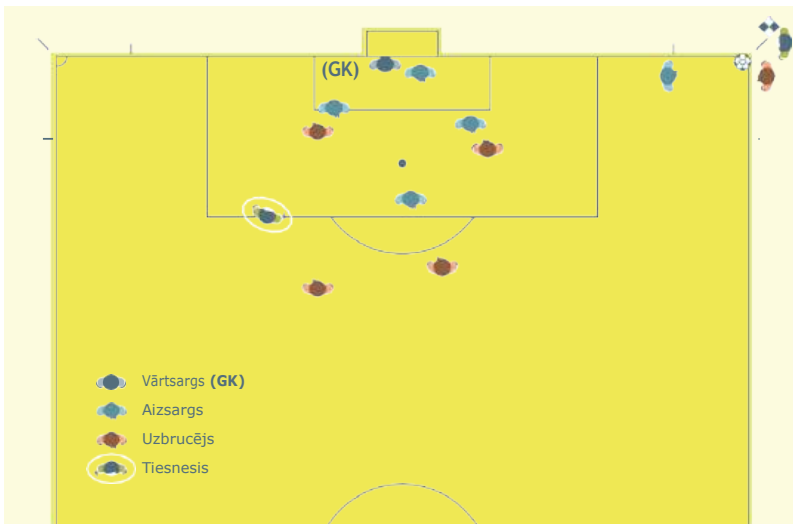 (GK)
Vārtsargs (GK)
Aizsargs
Uzbrucējs
Tiesnesis